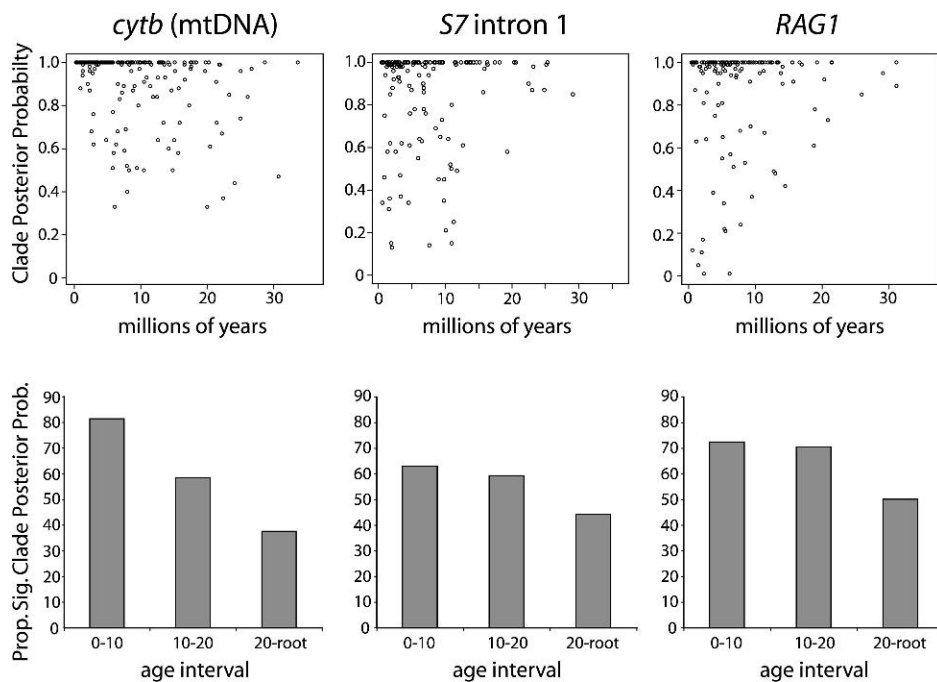 cytb (mtDNA) S7 intron 1 RAG1
Clade Posterior Probabilty
1.0 1.0 1.0
0.8 0.8 0.8
0.6 0.6 0.6
0.4 0.4 0.4
0.2 0.2 0.2
0 0 0
0 10 20 30 0 10 20 30 0 10 20 30
millions of years millions of years millions of years
Prop. Sig. Clade Posterior Prob.
90 90 90
80 80 80
70 70 70
60 60 60
50 50 50
40 40 40
30 30 30
20 20 20
10 10 10
0 0 0
0-10 10-20 20-root 0-10 10-20 20-root 0-10 10-20 20-root
age interval age interval age interval